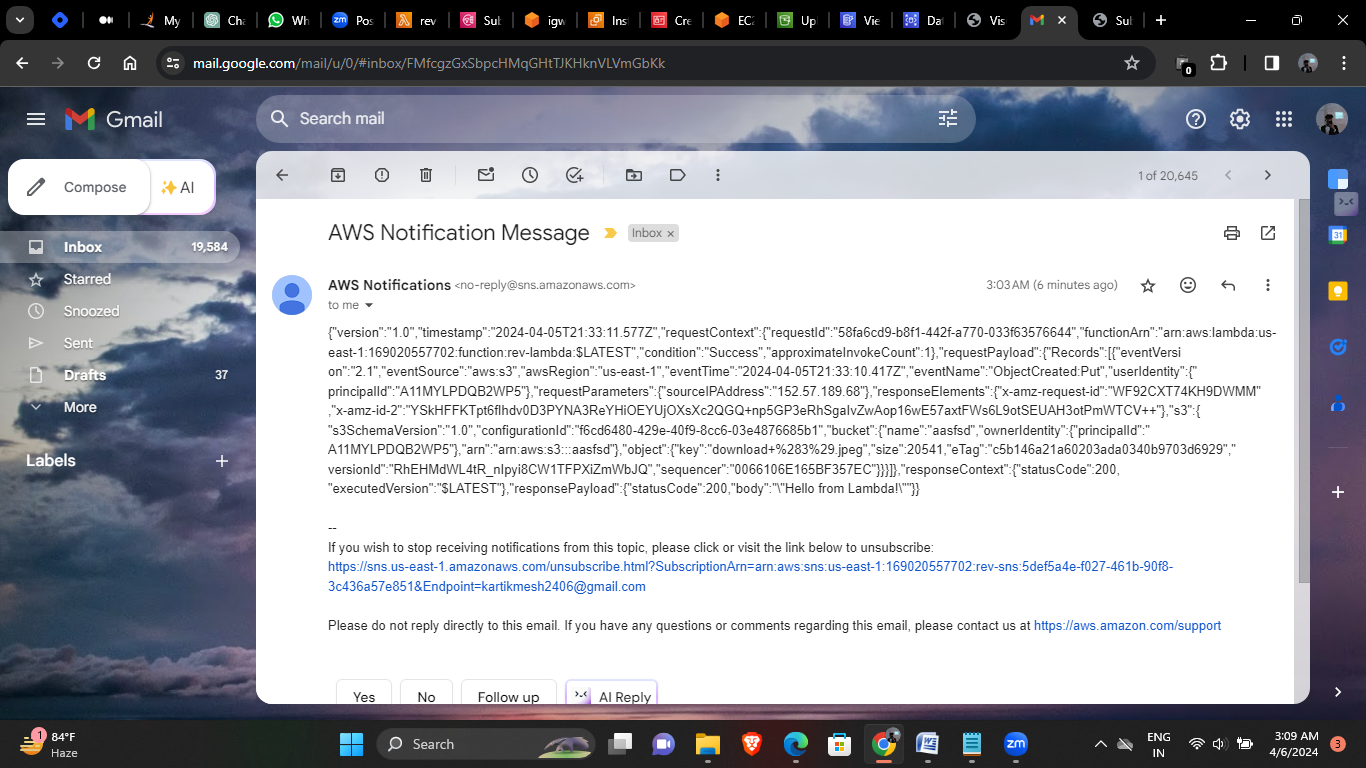 My
Cha
Wh
Pos
rev
Sub
igw
Inst
Cre
EC2
Up
Vie
Dat
Vis
Sul
mail.google.com/mail/u/0/#inbox/FMfcgzGxSbpcHMqGHtTJKHknVLVmGbKk
0
Gmail
Search mail
Compose
AI
1 of 20,645
Inbox 19,584
Starred
Snoozed
Sent
Drafts 37
More
Labels
AWS Notification Message
Inbox ×
AWS Notifications <no-reply@sns.amazonaws.com>
3:03 AM (6 minutes ago)
to me
{"version":"1.0","timestamp":"2024-04-05T21:33:11.577Z","requestContext":{"requestId":"58fa6cd9-b8f1-442f-a770-033f63576644","functionArn":"arn:aws:lambda:us-
east-1:169020557702:function:rev-lambda:$LATEST","condition":"Success","approximateInvokeCount":1},"requestPayload":{"Records":[{"eventVersi
on":"2.1","eventSource":"aws:s3","awsRegion":"us-east-1","eventTime":"2024-04-05T21:33:10.417Z","eventName":"ObjectCreated:Put","userIdentity":{"
principalId":"A11MYLPDQB2WP5"},"requestParameters":{"sourceIPAddress":"152.57.189.68"},"responseElements":{"x-amz-request-id":"WF92CXT74KH9DWMM"
,"x-amz-id-2":"YSkHFFKTpt6flhdv0D3PYNA3ReYHiOEYUjOXsXc2QGQ+np5GP3eRhSgaIvZwAop16wE57axtFWs6L9otSEUAH3otPmWTCV++"},"s3":{
"s3SchemaVersion":"1.0","configurationId":"f6cd6480-429e-40f9-8cc6-03e4876685b1","bucket":{"name":"aasfsd","ownerIdentity":{"principalId":"
A11MYLPDQB2WP5"},"arn":"arn:aws:s3:::aasfsd"},"object":{"key":"download+%283%29.jpeg","size":20541,"eTag":"c5b146a21a60203ada0340b9703d6929","
versionId":"RhEHMdWL4tR_nIpyi8CW1TFPXiZmWbJQ","sequencer":"0066106E165BF357EC"}}}]},"responseContext":{"statusCode":200,
"executedVersion":"$LATEST"},"responsePayload":{"statusCode":200,"body":"\"Hello from Lambda!\""}}
--
If you wish to stop receiving notifications from this topic, please click or visit the link below to unsubscribe:
https://sns.us-east-1.amazonaws.com/unsubscribe.html?SubscriptionArn=arn:aws:sns:us-east-1:169020557702:rev-sns:5def5a4e-f027-461b-90f8-
3c436a57e851&Endpoint=kartikmesh2406@gmail.com
Please do not reply directly to this email. If you have any questions or comments regarding this email, please contact us at https://aws.amazon.com/support
Yes
No
Follow up
AI Reply
31
1
84°F
Haze
Search
zm
ENG
IN
3:09 AM
4/6/2024
3